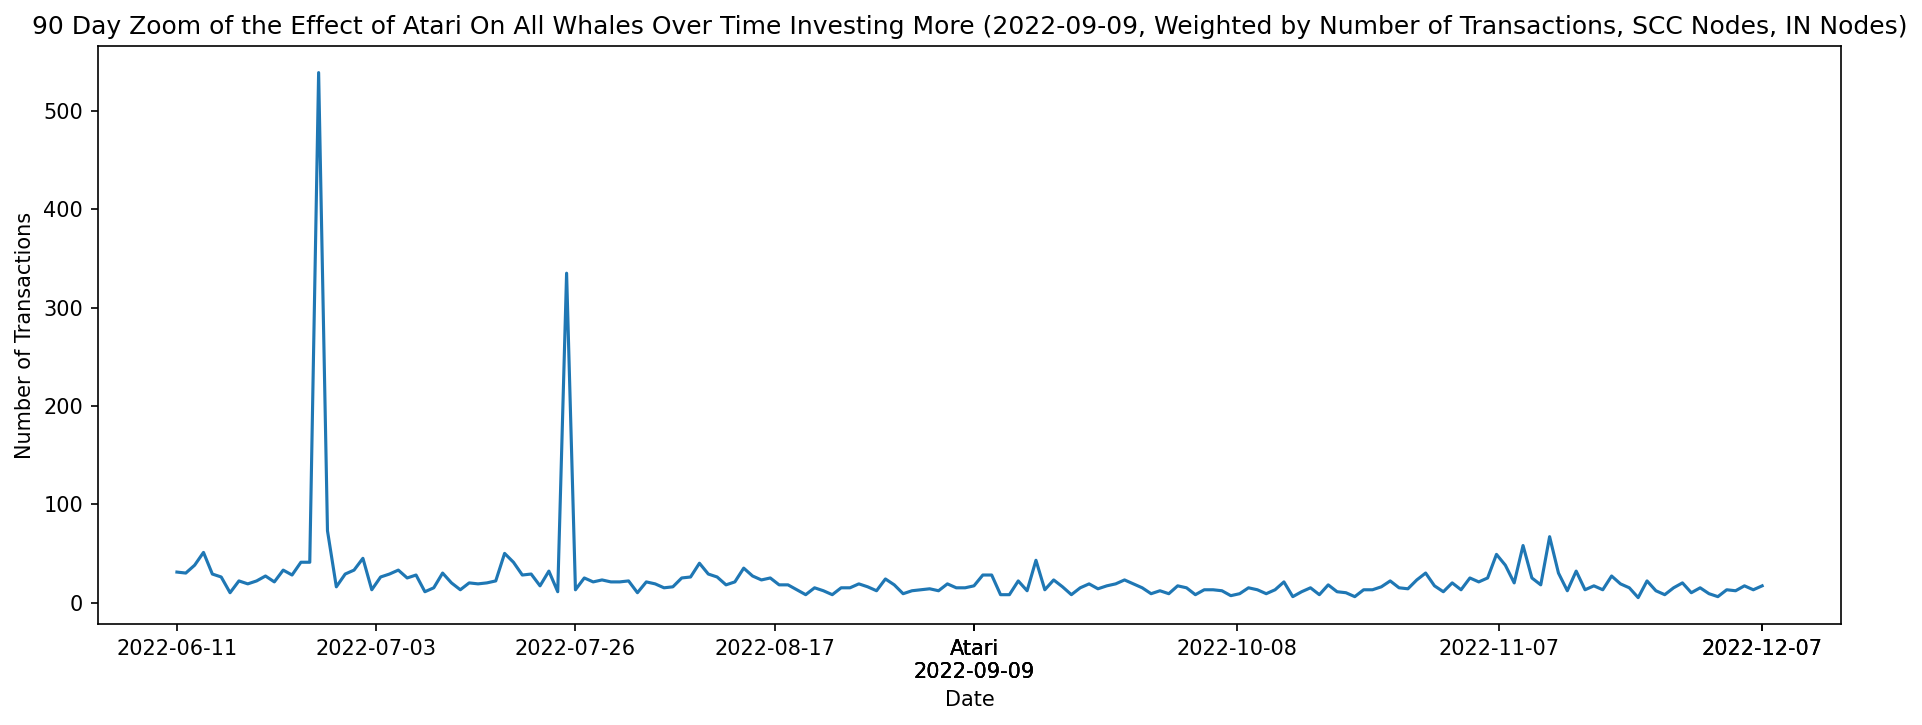 90 Day Zoom of the Effect of Atari On All Whales Over Time Investing More (2022-09-09, Weighted by Number of Transactions, SCC Nodes, IN Nodes)
Number of Transactions
500
400
300
200
100
0
2022-06-11 2022-07-03 2022-07-26 2022-08-17 Atari 2022-10-08 2022-11-07 2022-12-07
2022-09-09
Date